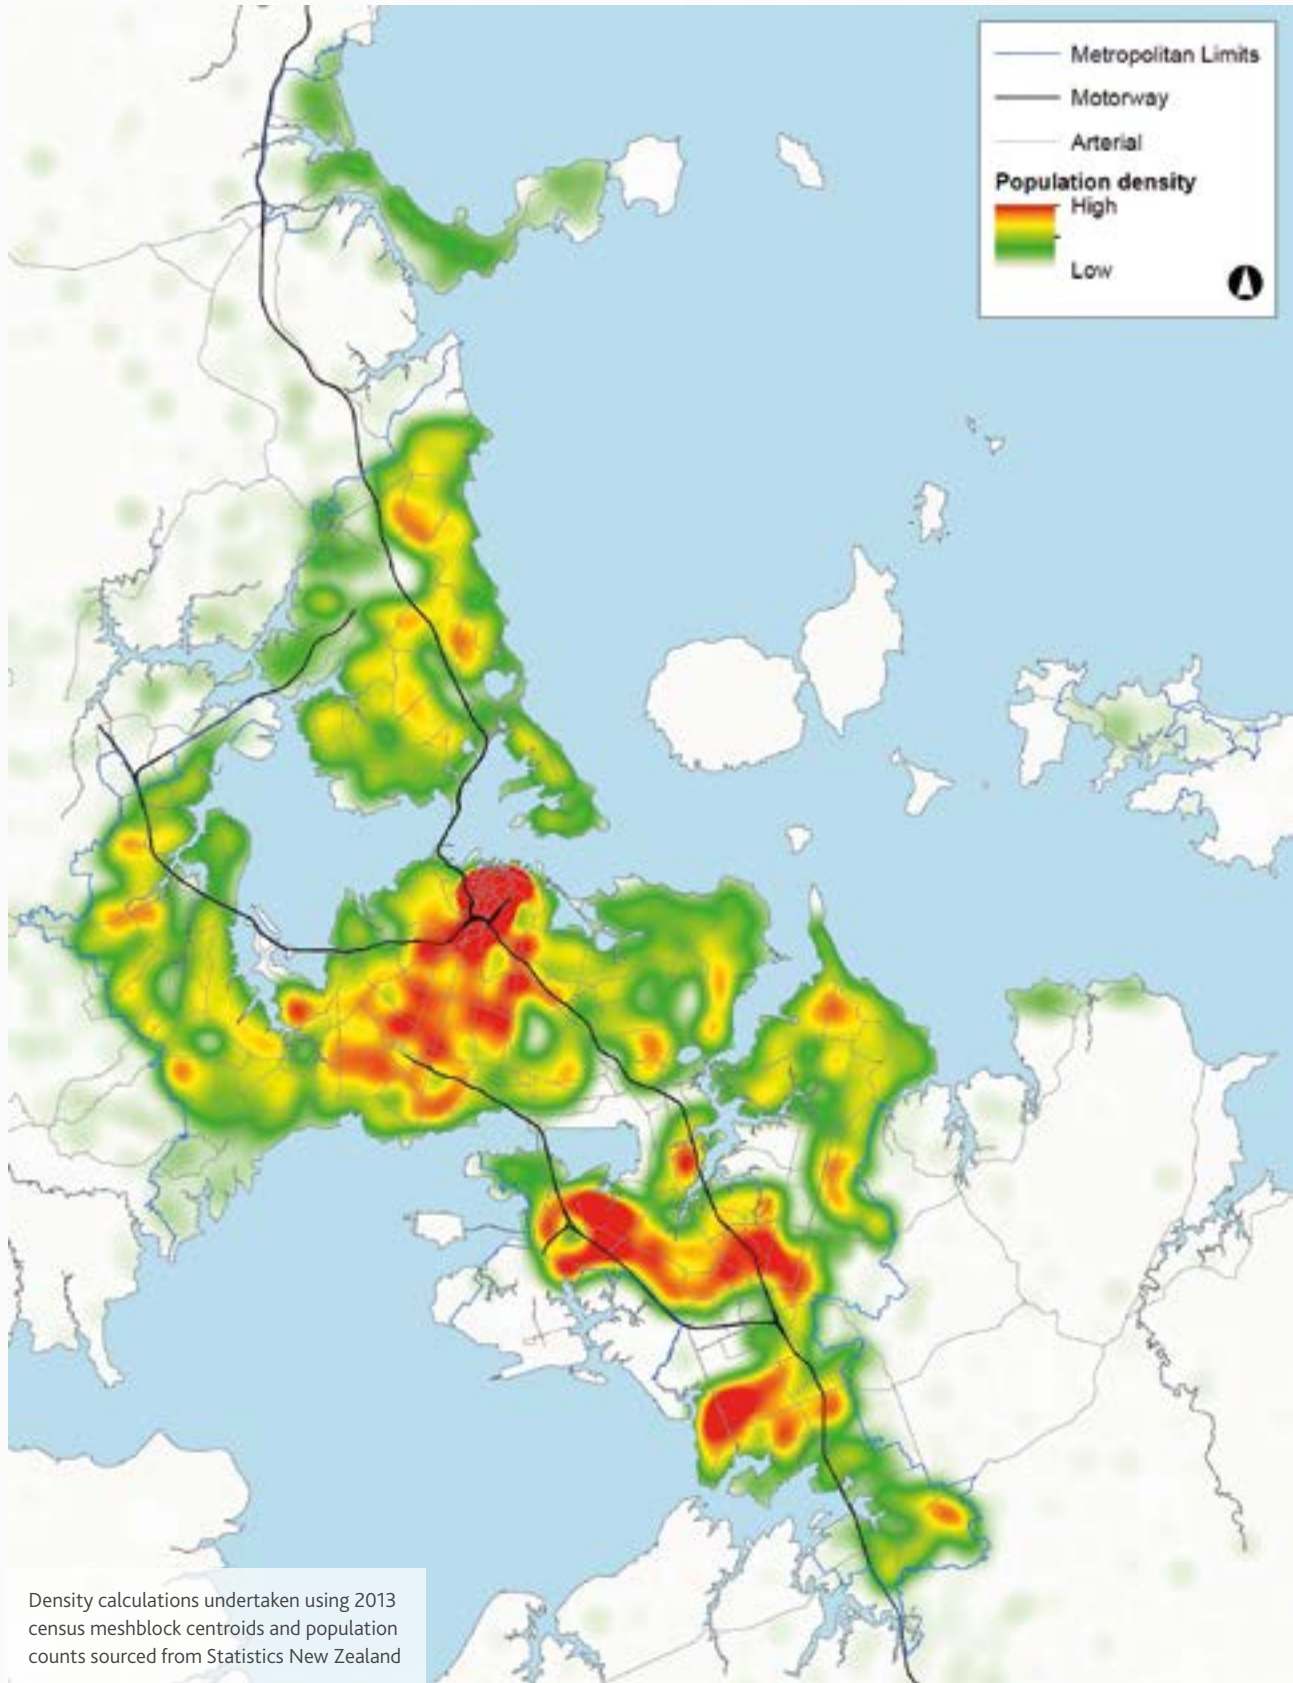 Metropolitan Limits
Motorway
Arterial
Population density
High
Low
Density calculations undertaken using 2013
census meshblock centroids and population
counts sourced from Statistics New Zealand